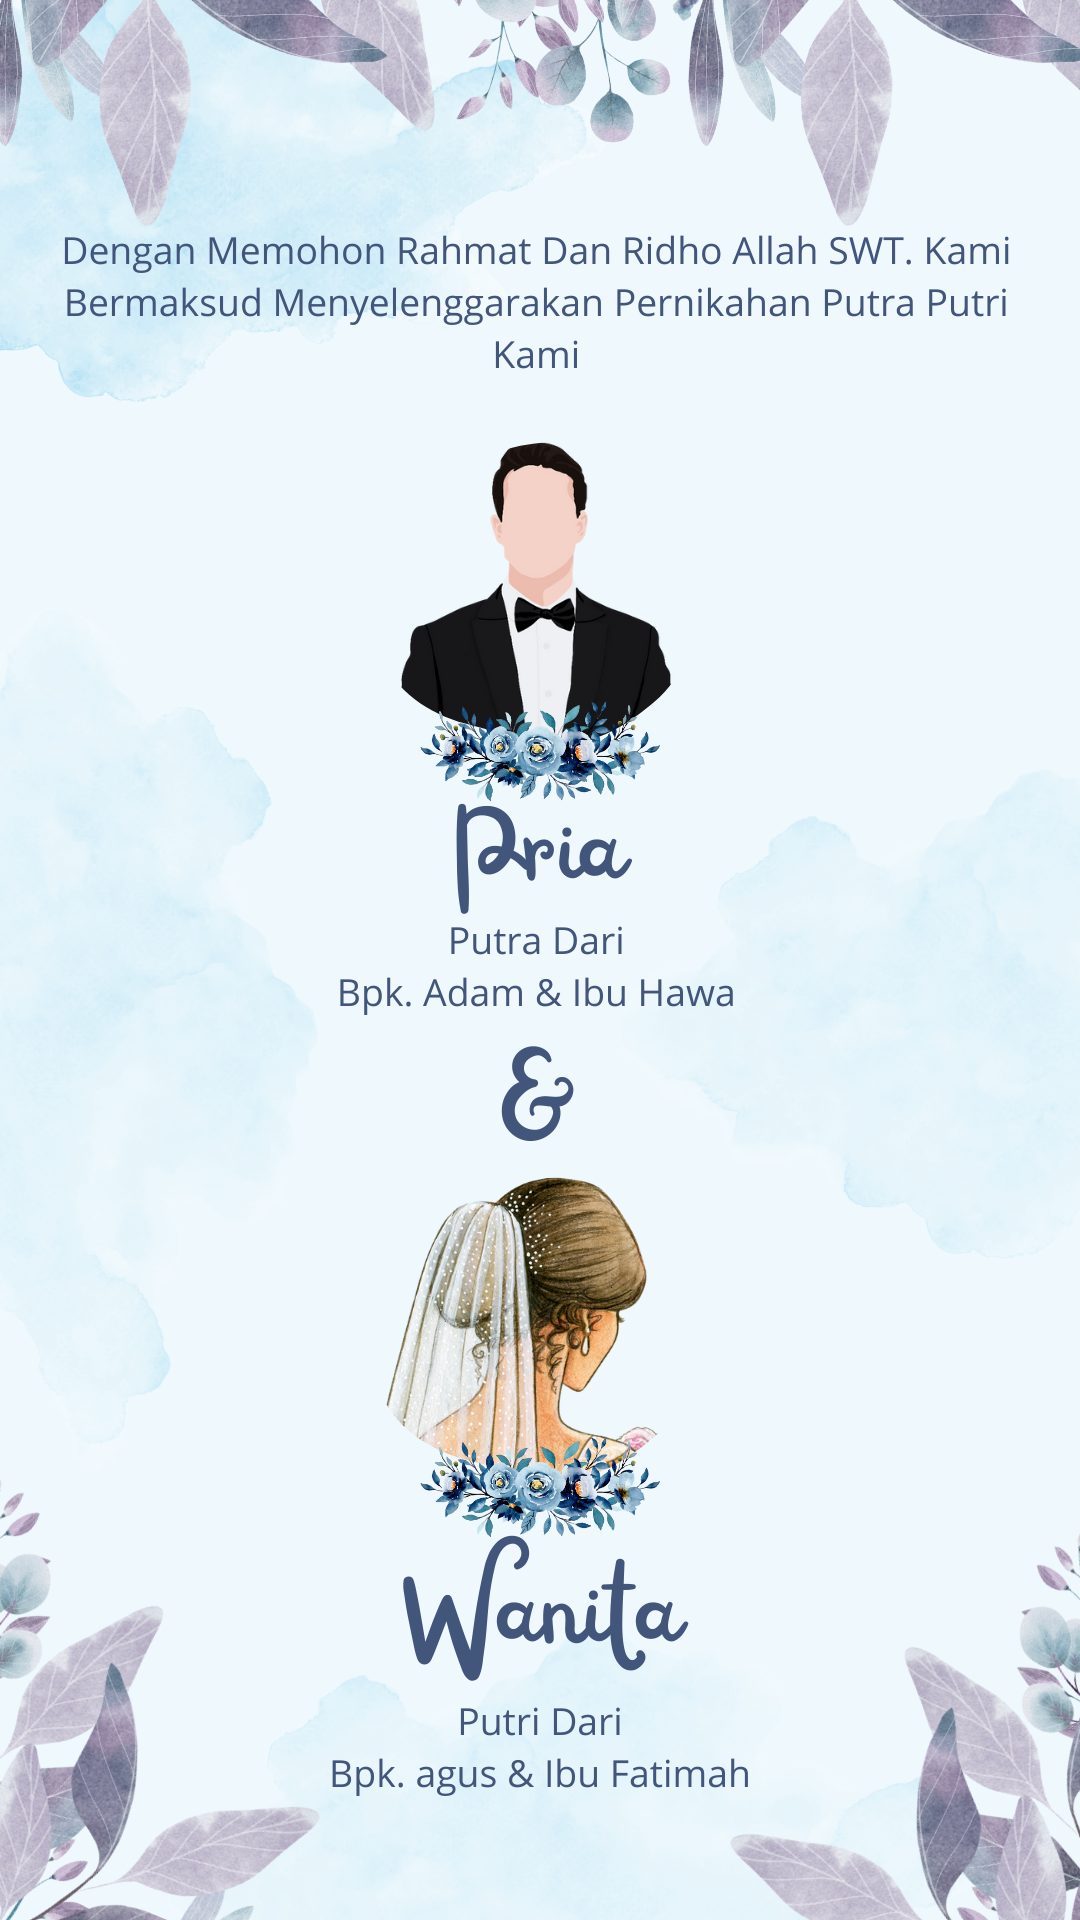 Dengan Memohon Rahmat Dan Ridho Allah SWT. Kami
Bermaksud Menyelenggarakan Pernikahan Putra Putri
Kami
Pria
Putra Dari
Bpk. Adam & Ibu Hawa
&
Wanita
Putri Dari
Bpk. agus & Ibu Fatimah